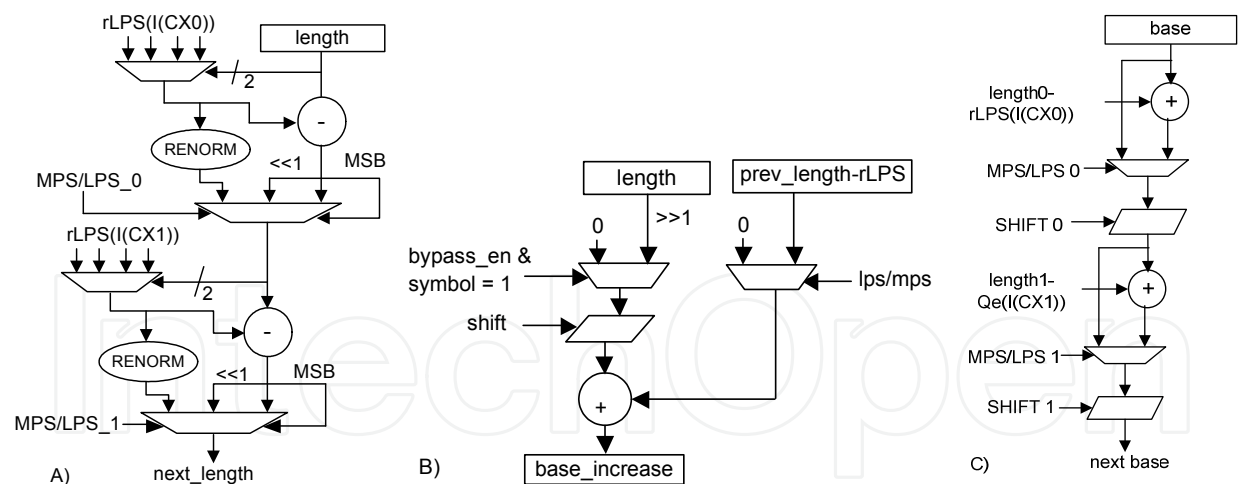 rLPS(I(CX0))
length
2
-
RENORM
<<1
MSB
MPS/LPS_0
rLPS(I(CX1))
2
-
RENORM
<<1
MSB
MPS/LPS_1
next_length
A)
length
prev_length-rLPS
0
>>1
0
bypass_en &
symbol = 1
lps/mps
shift
+
base_increase
B)
base
length0-
rLPS(I(CX0))
+
MPS/LPS 0
SHIFT 0
length1-
Qe(I(CX1))
+
MPS/LPS 1
SHIFT 1
next base
C)
IntechOpen